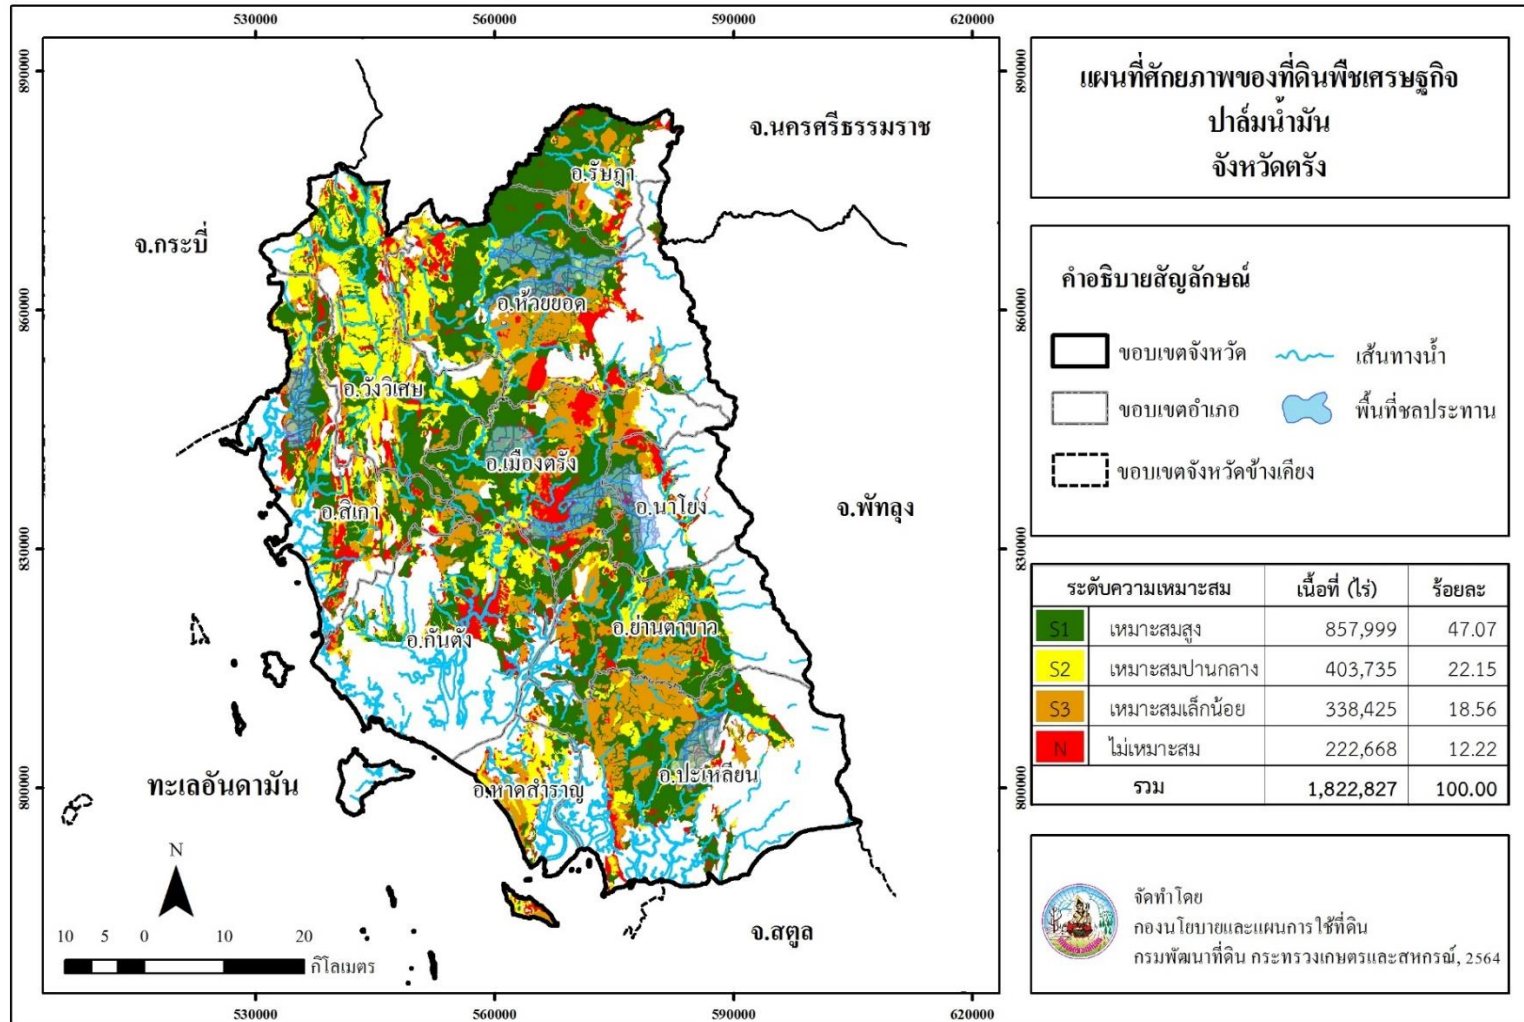 530000 560000 590000 620000
890000 890000
860000 860000
830000 830000
800000 800000
530000 560000 590000 620000
จ.นครศรีธรรมราช
จ.กระบี่
จ.พัทลุง
จ.สตูล
ทะเลอันดามัน
อ.รัษฎา
อ.ห้วยยอด
อ.วังวิเศษ
อ.เมืองตรัง
อ.นาโยง
อ.สิเกา
อ.กันตัง
อ.ย่านตาขาว
อ.ปะเหลียน
อ.หาดสำราญ
N
10 5 0 10 20
กิโลเมตร
แผนที่ศักยภาพของที่ดินพืชเศรษฐกิจ
ปาล์มน้ำมัน
จังหวัดตรัง
คำอธิบายสัญลักษณ์
ขอบเขตจังหวัด เส้นทางน้ำ
ขอบเขตอำเภอ พื้นที่ชลประทาน
ขอบเขตจังหวัดข้างเคียง
ระดับความเหมาะสม เนื้อที่ (ไร่) ร้อยละ
S1 เหมาะสมสูง 857,999 47.07
S2 เหมาะสมปานกลาง 403,735 22.15
S3 เหมาะสมเล็กน้อย 338,425 18.56
N ไม่เหมาะสม 222,668 12.22
รวม 1,822,827 100.00
จัดทำโดย
กองนโยบายและแผนการใช้ที่ดิน
กรมพัฒนาที่ดิน กระทรวงเกษตรและสหกรณ์, 2564